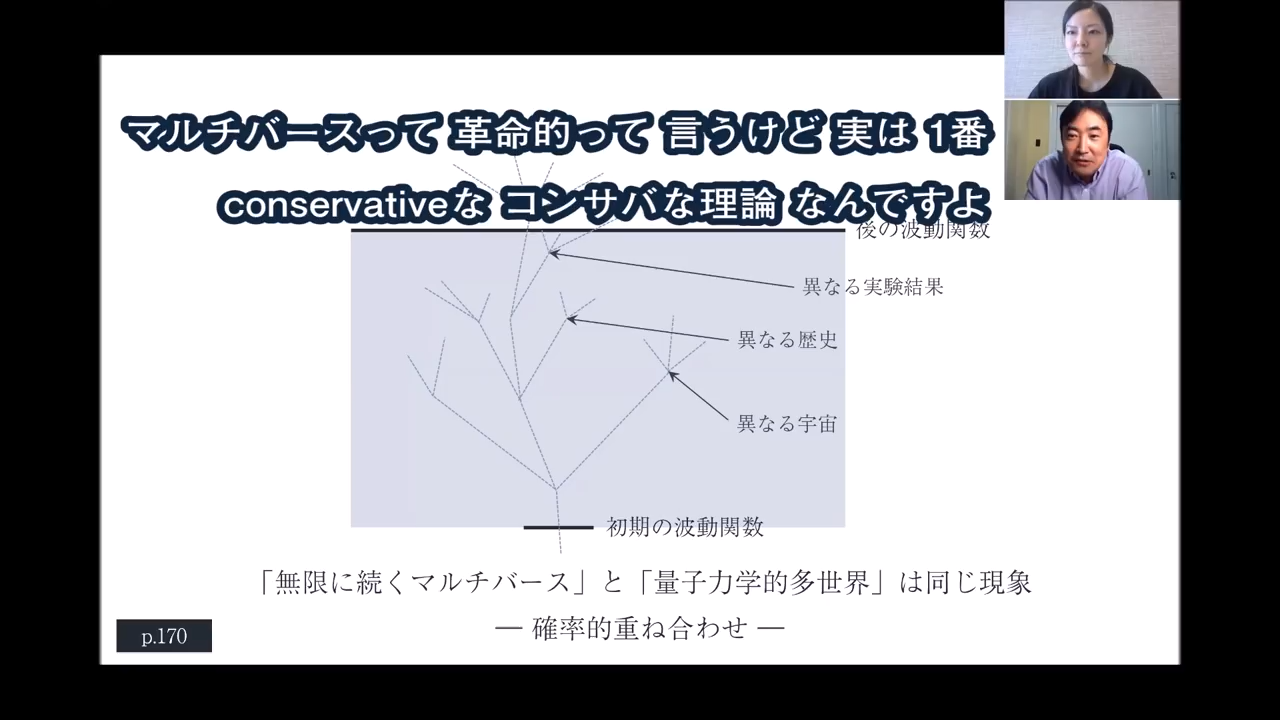 マルチバースって 革命的って 言うけど 実は 1番
conservativeな コンサバな理論 なんですよ
後の波動関数
異なる実験結果
異なる歴史
異なる宇宙
初期の波動関数
「無限に続くマルチバース」と「量子力学的多世界」は同じ現象
― 確率的重ね合わせ ―
p.170